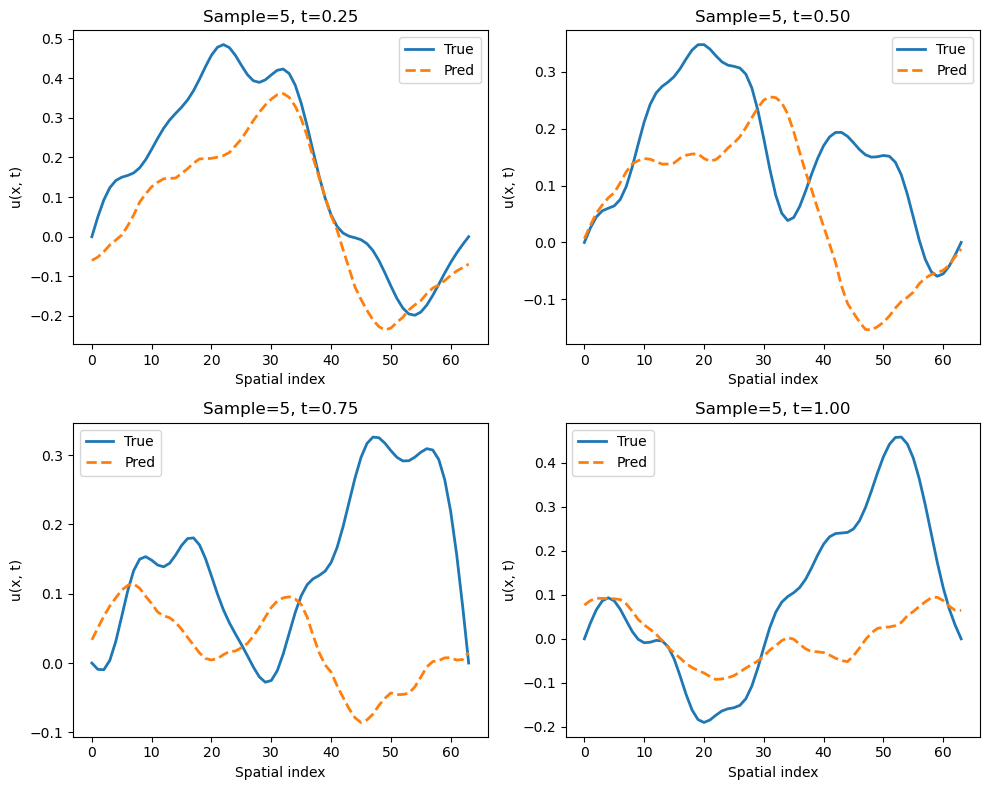 Sample=5, t=0.25
u(x, t)
0.5
0.4
0.3
0.2
0.1
0.0
−0.1
−0.2
True
Pred
0 10 20 30 40 50 60
Spatial index
Sample=5, t=0.50
u(x, t)
0.3
0.2
0.1
0.0
−0.1
True
Pred
0 10 20 30 40 50 60
Spatial index
Sample=5, t=0.75
u(x, t)
0.3
0.2
0.1
0.0
−0.1
True
Pred
0 10 20 30 40 50 60
Spatial index
Sample=5, t=1.00
u(x, t)
0.4
0.3
0.2
0.1
0.0
−0.1
−0.2
True
Pred
0 10 20 30 40 50 60
Spatial index